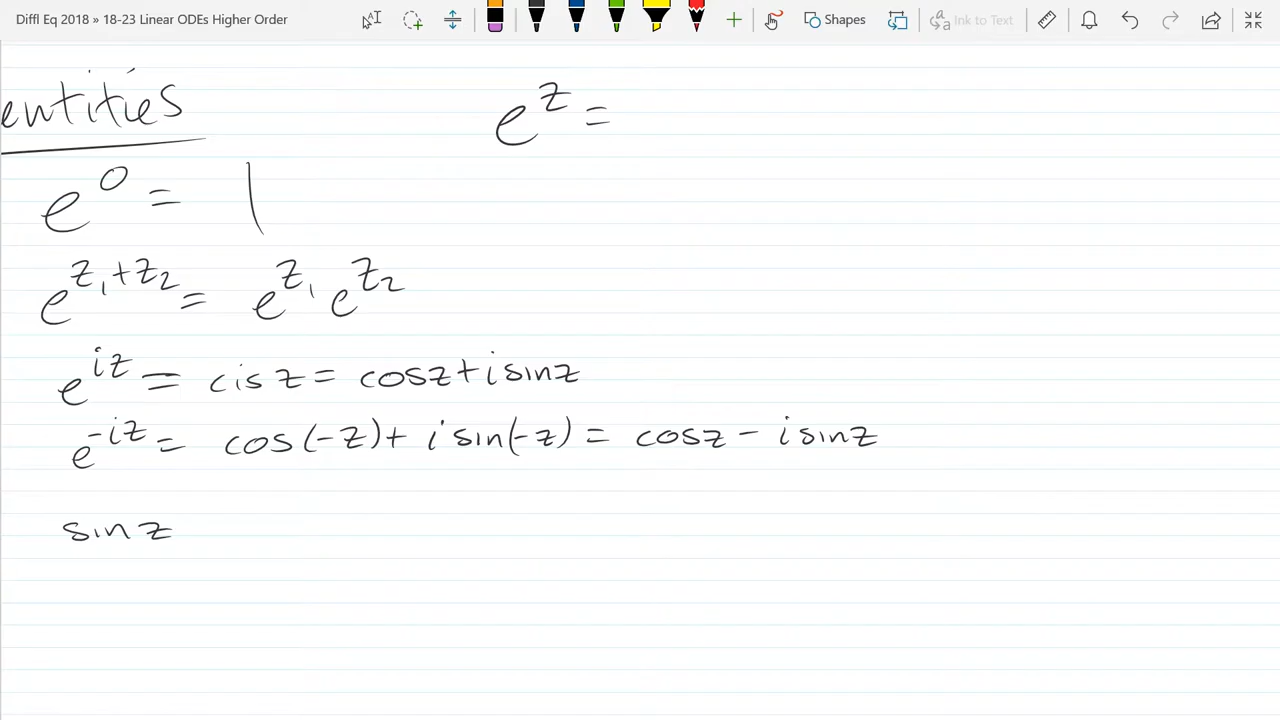 Diffl Eq 2018 » 18-23 Linear ODEs Higher Order
Shapes
Ink to Text
entities
e^z =
e^0 = 1
e^{z_1+z_2} = e^{z_1} e^{z_2}
e^{iz} = cis z = cos z + i sin z
e^{-iz} = cos(-z) + i sin(-z) = cos z - i sin z
sin z